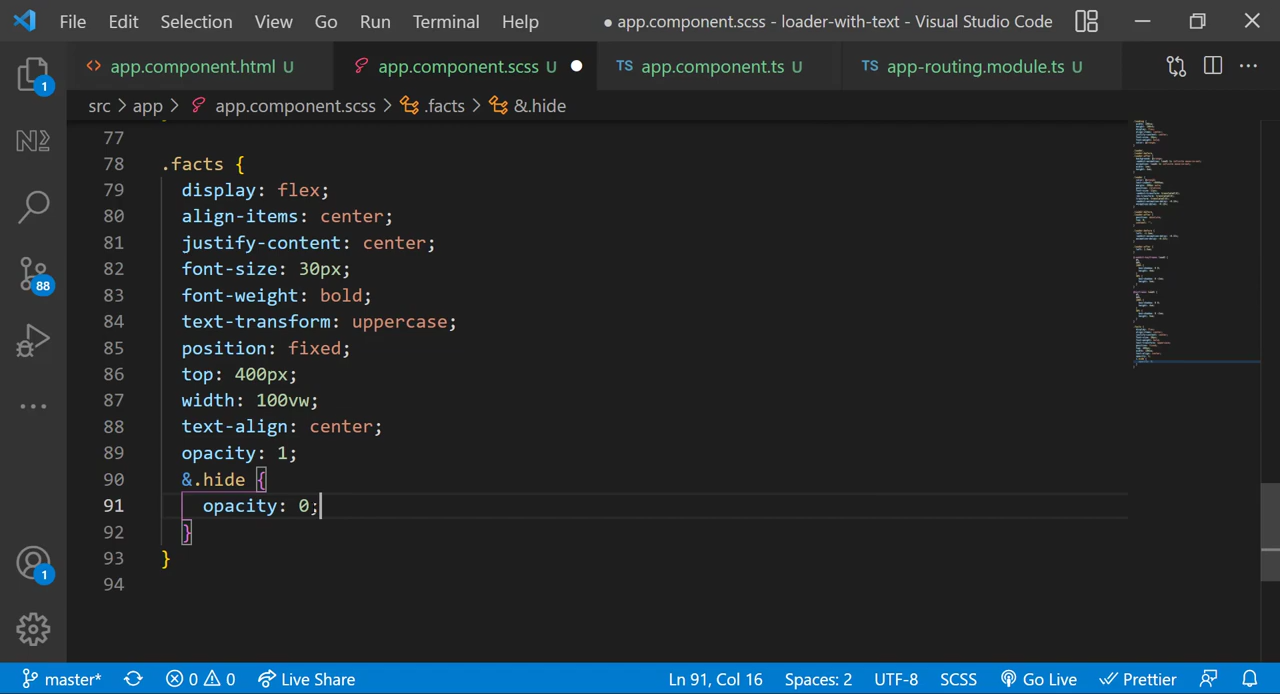 File Edit Selection View Go Run Terminal Help ● app.component.scss - loader-with-text - Visual Studio Code
<> app.component.html U app.component.scss U TS app.component.ts U TS app-routing.module.ts U
src > app > app.component.scss > .facts > &.hide
77
78 .facts {
79 display: flex;
80 align-items: center;
81 justify-content: center;
82 font-size: 30px;
83 font-weight: bold;
84 text-transform: uppercase;
85 position: fixed;
86 top: 400px;
87 width: 100vw;
88 text-align: center;
89 opacity: 1;
90 &.hide {
91 opacity: 0;
92 }
93 }
94
1
88
1
master* 0 0 Live Share Ln 91, Col 16 Spaces: 2 UTF-8 SCSS Go Live Prettier